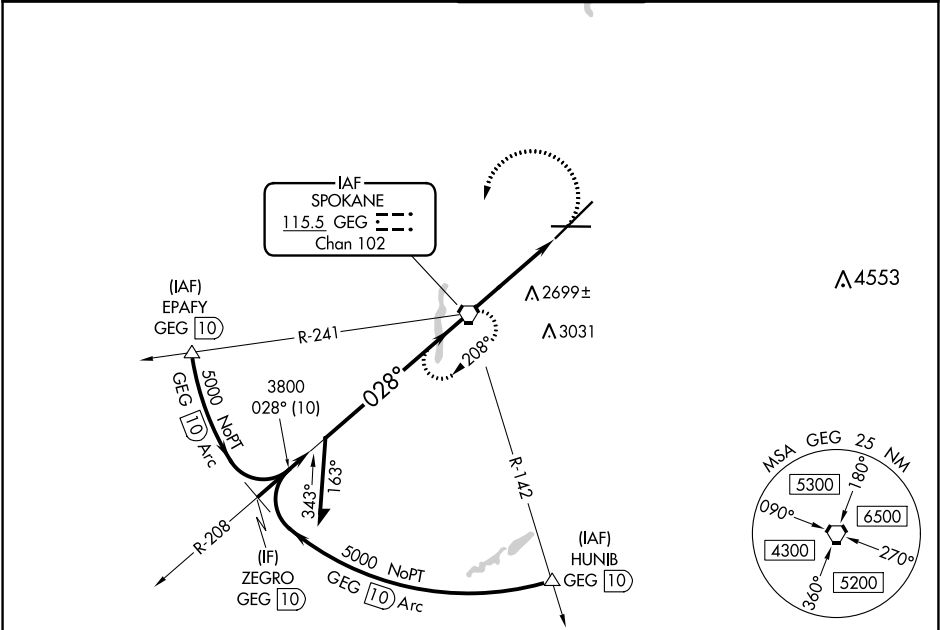 IAF
SPOKANE
115.5 GEG
Chan 102
(IAF)
EPAFY
GEG 10
R-241
2699±
3031
4553
208°
028°
3800
028° (10)
5000 NoPT
GEG 10 Arc
343°
163°
R-142
R-208
(IF)
ZEGRO
GEG 10
5000 NoPT
GEG 10 Arc
(IAF)
HUNIB
GEG 10
MSA GEG 25 NM
5300
180°
090°
6500
4300
270°
360°
5200